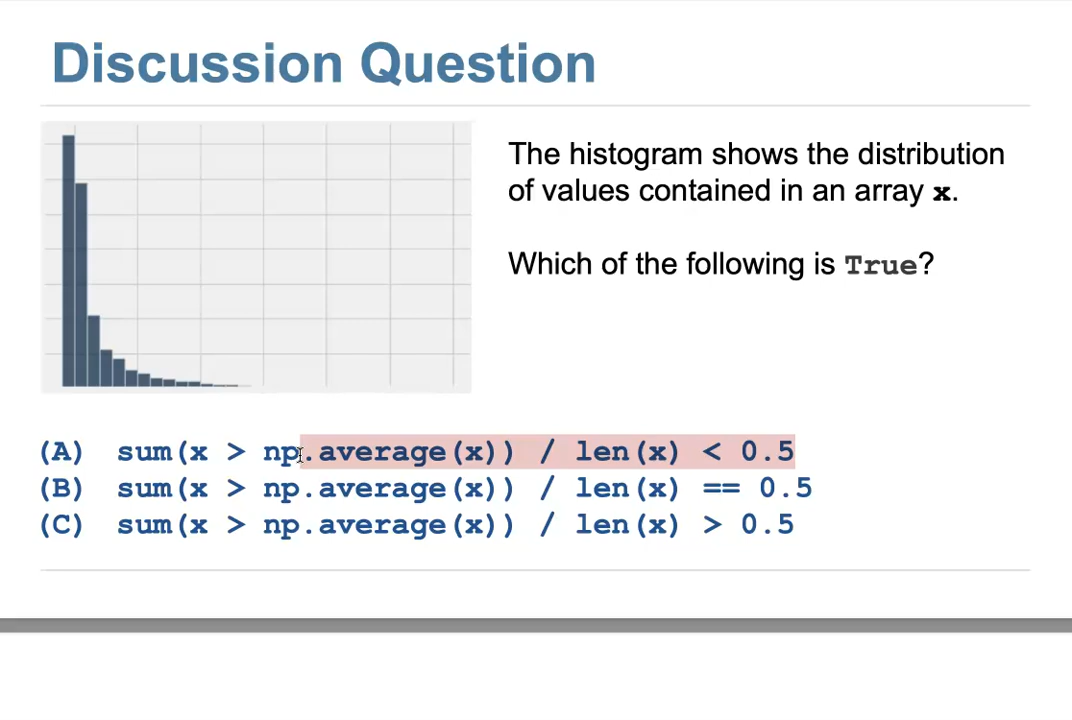 Discussion Question
The histogram shows the distribution
of values contained in an array x.
Which of the following is True?
(A) sum(x > np.average(x)) / len(x) < 0.5
(B) sum(x > np.average(x)) / len(x) == 0.5
(C) sum(x > np.average(x)) / len(x) > 0.5